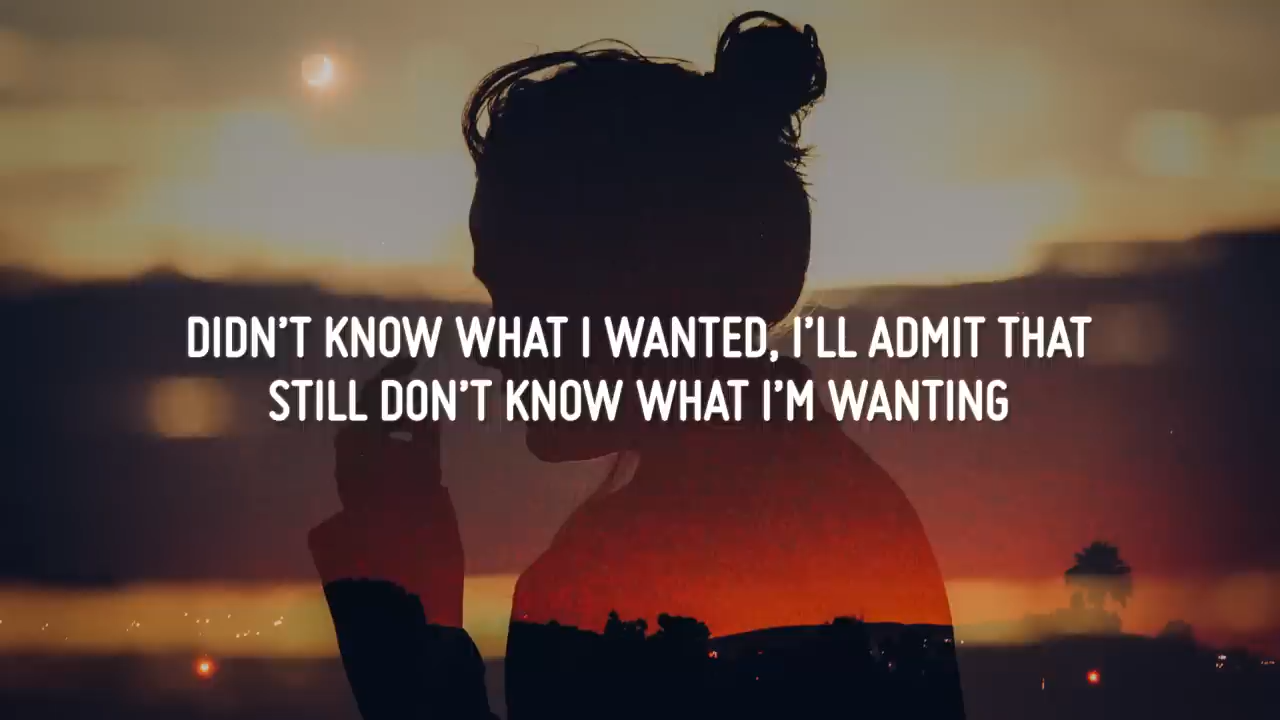 DIDN'T KNOW WHAT I WANTED, I'LL ADMIT THAT
STILL DON'T KNOW WHAT I'M WANTING